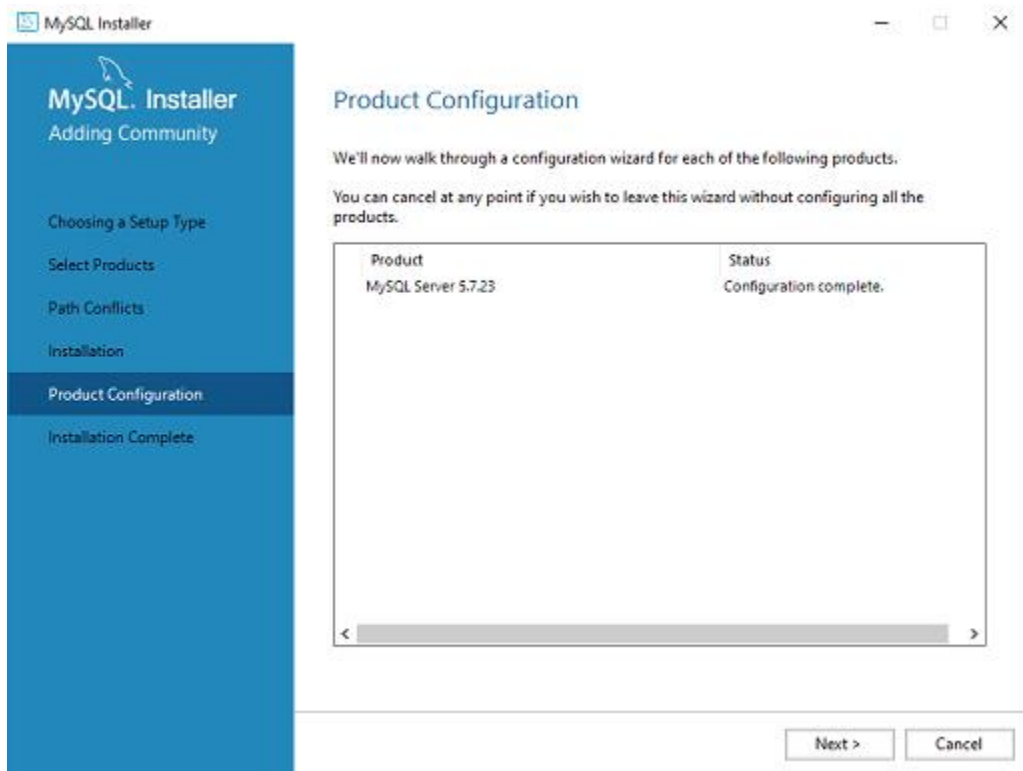 MySQL Installer
MySQL. Installer
Adding Community
Choosing a Setup Type
Select Products
Path Conflicts
Installation
Product Configuration
Installation Complete
Product Configuration
We'll now walk through a configuration wizard for each of the following products.
You can cancel at any point if you wish to leave this wizard without configuring all the
products.
Product Status
MySQL Server 5.7.23 Configuration complete.
Next > Cancel